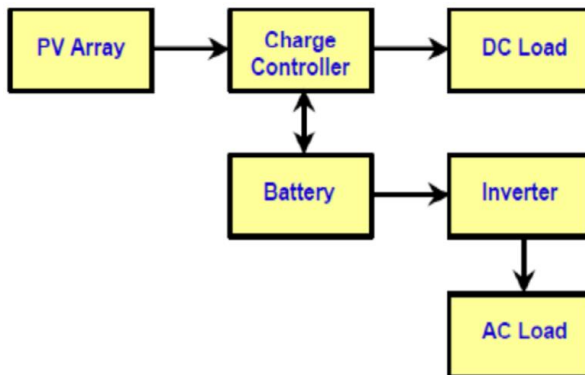 PV Array
Charge
Controller
DC Load
Battery
Inverter
AC Load